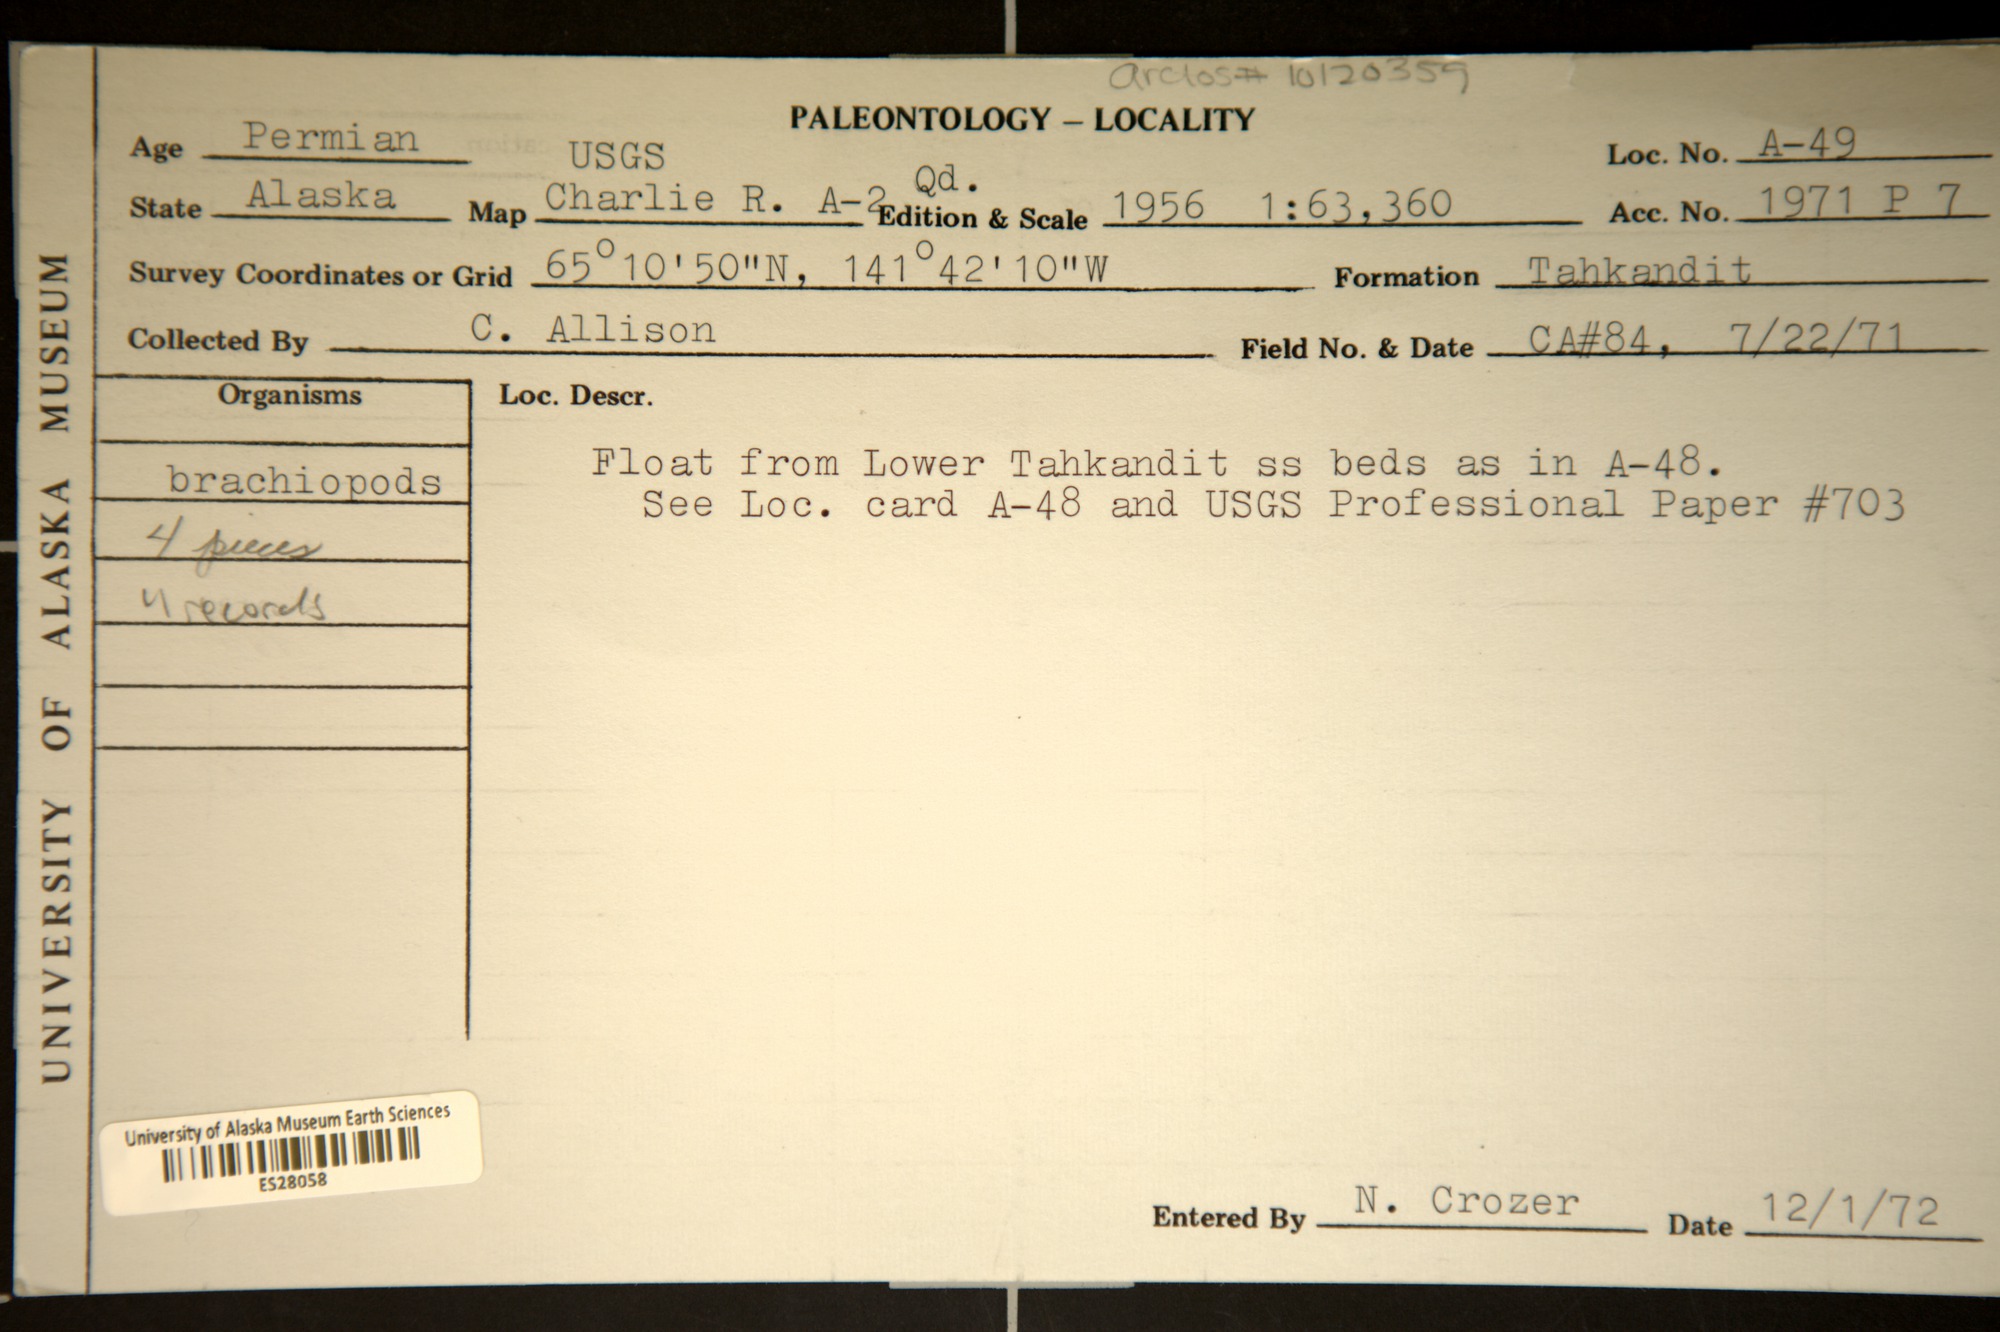 Arctos# 10120359
PALEONTOLOGY – LOCALITY
Age Permian
Loc. No. A-49
USGS
State Alaska Map Charlie R. A-2 Qd. Edition & Scale 1956 1:63,360 Acc. No. 1971 P 7
Survey Coordinates or Grid 65°10'50"N, 141°42'10"W Formation Tahkandit
Collected By C. Allison Field No. & Date CA#84, 7/22/71
Organisms
brachiopods
4 pieces
4 records
Loc. Descr.
Float from Lower Tahkandit ss beds as in A-48.
See Loc. card A-48 and USGS Professional Paper #703
UNIVERSITY OF ALASKA MUSEUM
University of Alaska Museum Earth Sciences
ES28058
Entered By N. Crozer Date 12/1/72